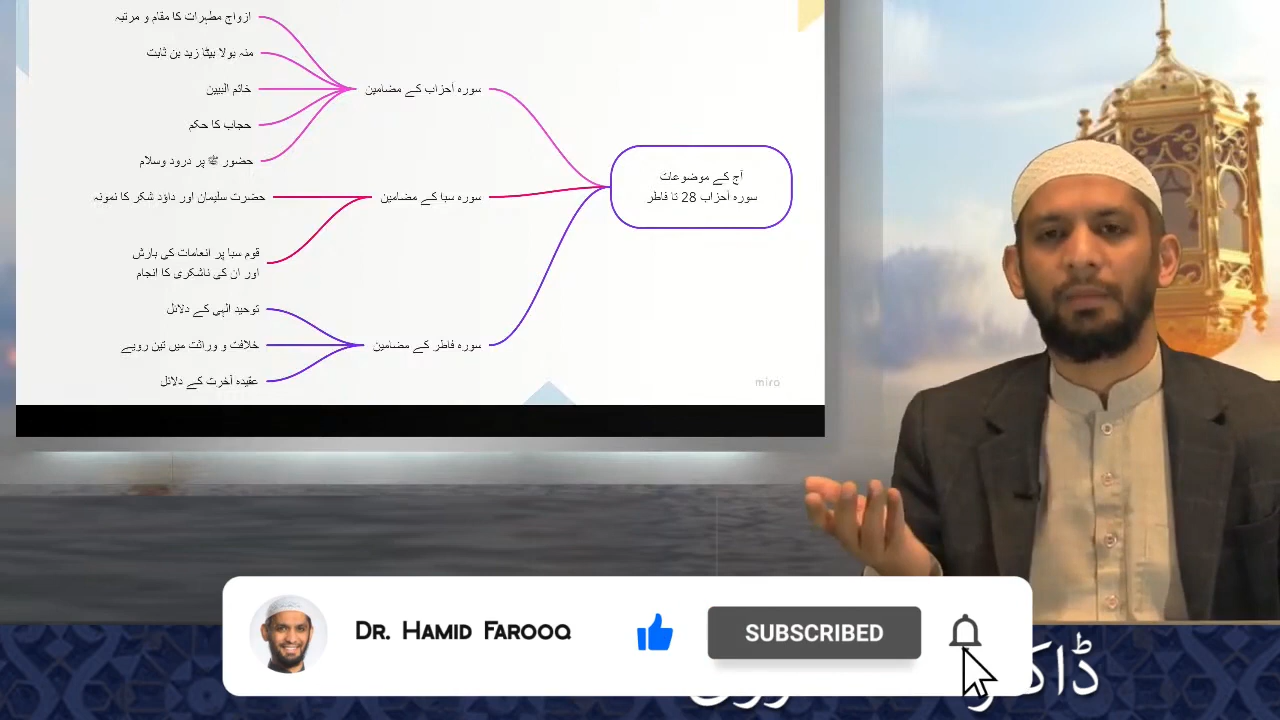 آج کے موضوعات
سورہ احزاب 28 تا فاطر
سورہ احزاب کے مضامین
ازواج مطہرات کا مقام و مرتبہ
منہ بولا بیٹا زید بن ثابت
خاتم النبیین
حجاب کا حکم
حضور ﷺ پر درود وسلام
سورہ سبا کے مضامین
حضرت سلیمان اور داؤد شکر کا نمونہ
قوم سبا پر انعامات کی بارش
اور ان کی ناشکری کا انجام
سورہ فاطر کے مضامین
توحید الہی کے دلائل
خلافت و وراثت میں تین رویے
عقیدہ آخرت کے دلائل
miro
DR. HAMID FAROOQ
SUBSCRIBED